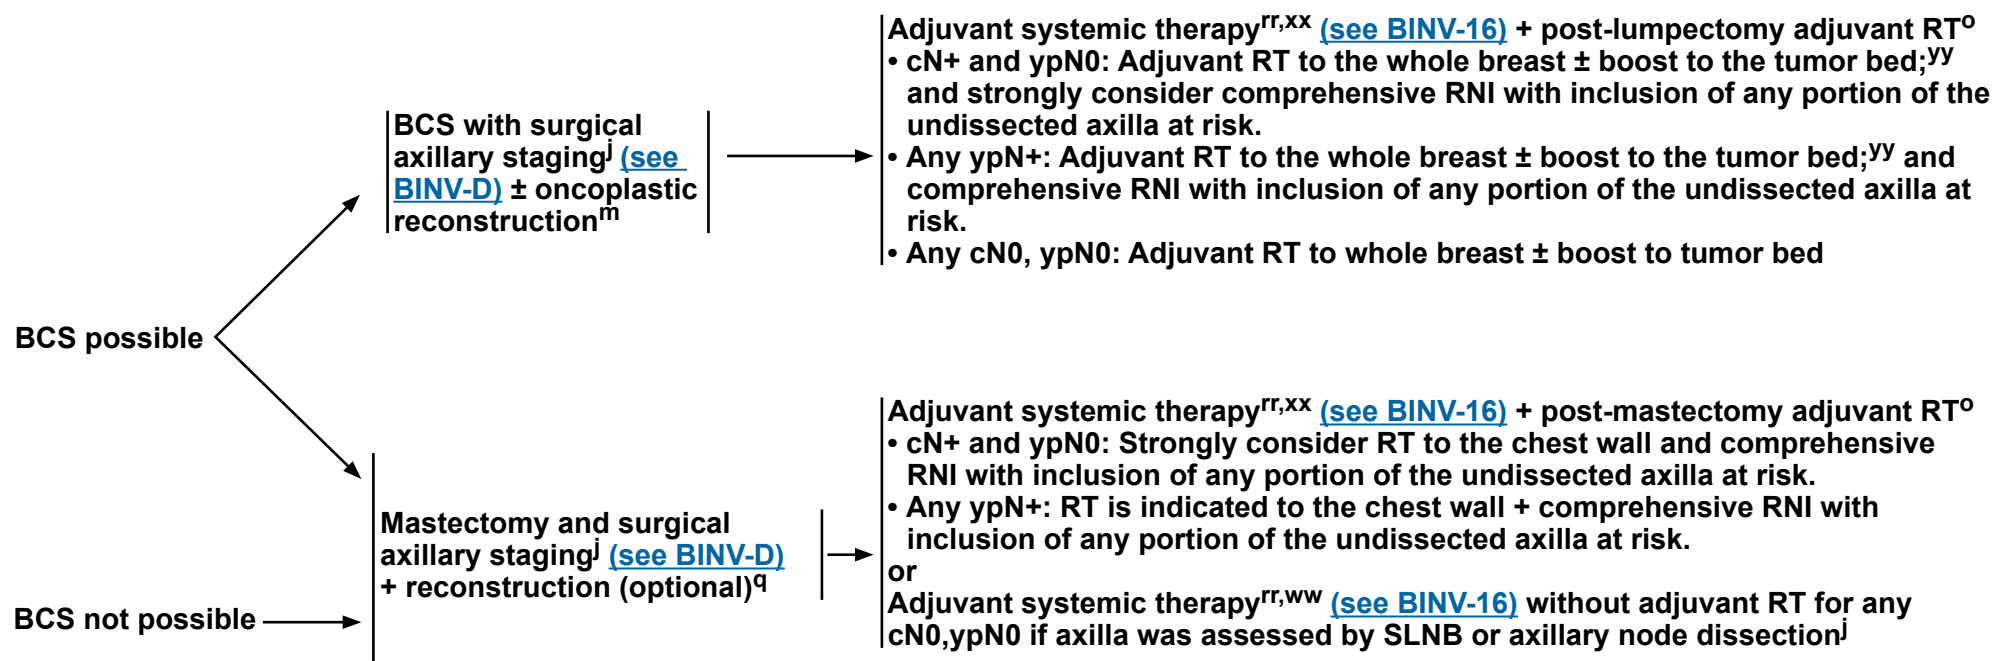 BCS possible
BCS with surgical
axillary stagingj (see
BINV-D) ± oncoplastic
reconstructionm
Adjuvant systemic therapyrr,xx (see BINV-16) + post-lumpectomy adjuvant RTo
• cN+ and ypN0: Adjuvant RT to the whole breast ± boost to the tumor bed;yy
and strongly consider comprehensive RNI with inclusion of any portion of the
undissected axilla at risk.
• Any ypN+: Adjuvant RT to the whole breast ± boost to the tumor bed;yy and
comprehensive RNI with inclusion of any portion of the undissected axilla at
risk.
• Any cN0, ypN0: Adjuvant RT to whole breast ± boost to tumor bed
BCS not possible
Mastectomy and surgical
axillary stagingj (see BINV-D)
+ reconstruction (optional)q
Adjuvant systemic therapyrr,xx (see BINV-16) + post-mastectomy adjuvant RTo
• cN+ and ypN0: Strongly consider RT to the chest wall and comprehensive
RNI with inclusion of any portion of the undissected axilla at risk.
• Any ypN+: RT is indicated to the chest wall + comprehensive RNI with
inclusion of any portion of the undissected axilla at risk.
or
Adjuvant systemic therapyrr,ww (see BINV-16) without adjuvant RT for any
cN0,ypN0 if axilla was assessed by SLNB or axillary node dissectionj